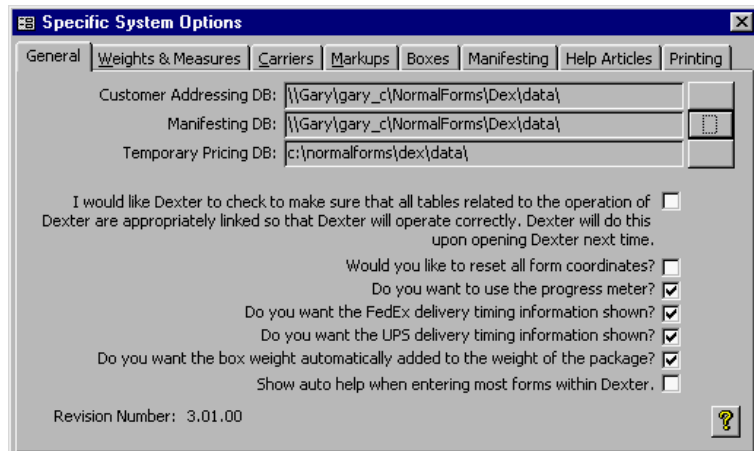 Specific System Options
General Weights & Measures Carriers Markups Boxes Manifesting Help Articles Printing
Customer Addressing DB: \\Gary\gary_c\NormalForms\Dex\data\
Manifesting DB: \\Gary\gary_c\NormalForms\Dex\data\
Temporary Pricing DB: c:\normalforms\dex\data\
I would like Dexter to check to make sure that all tables related to the operation of
Dexter are appropriately linked so that Dexter will operate correctly. Dexter will do this
upon opening Dexter next time.
Would you like to reset all form coordinates?
Do you want to use the progress meter?
Do you want the FedEx delivery timing information shown?
Do you want the UPS delivery timing information shown?
Do you want the box weight automatically added to the weight of the package?
Show auto help when entering most forms within Dexter.
Revision Number: 3.01.00
?